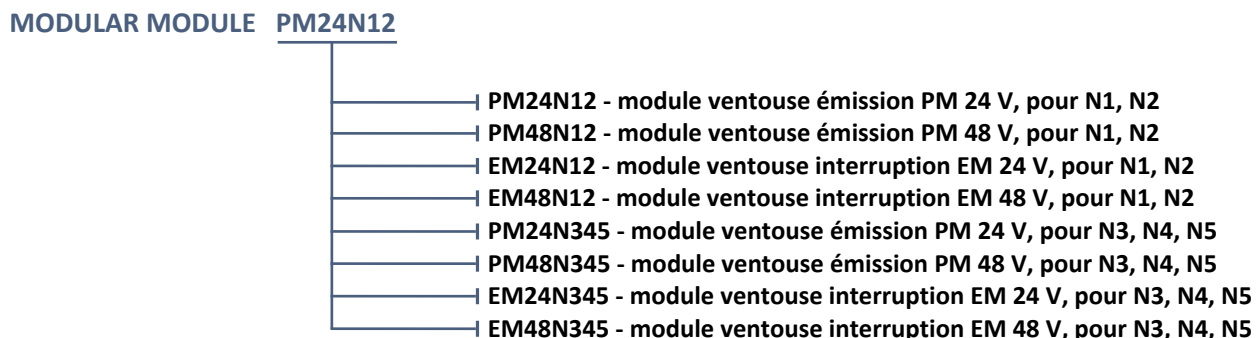 MODULAR MODULE PM24N12
PM24N12 - module ventouse émission PM 24 V, pour N1, N2
PM48N12 - module ventouse émission PM 48 V, pour N1, N2
EM24N12 - module ventouse interruption EM 24 V, pour N1, N2
EM48N12 - module ventouse interruption EM 48 V, pour N1, N2
PM24N345 - module ventouse émission PM 24 V, pour N3, N4, N5
PM48N345 - module ventouse émission PM 48 V, pour N3, N4, N5
EM24N345 - module ventouse interruption EM 24 V, pour N3, N4, N5
EM48N345 - module ventouse interruption EM 48 V, pour N3, N4, N5